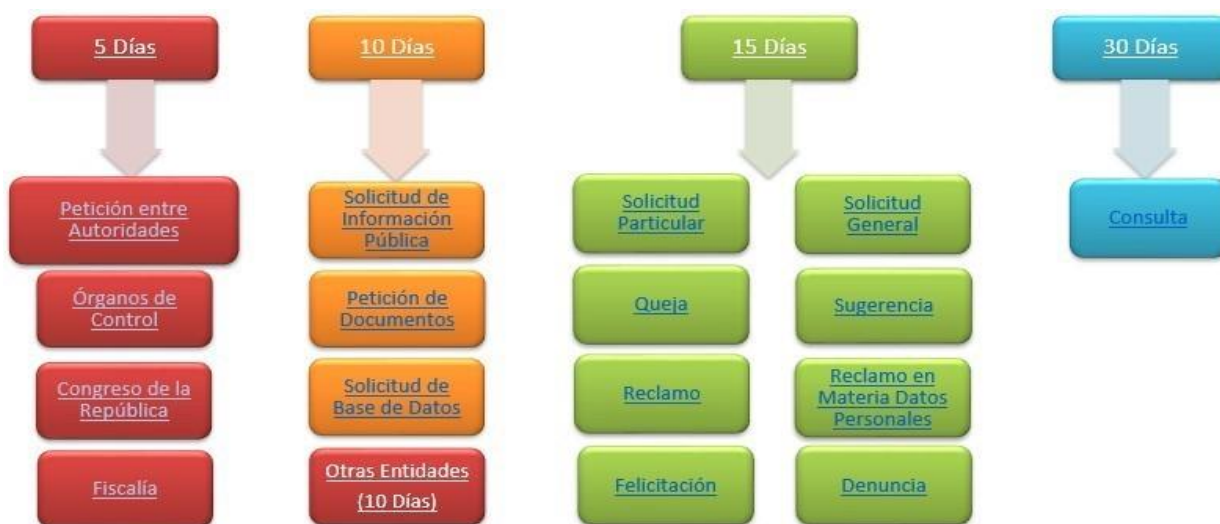 5 Días
10 Días
15 Días
30 Días
Petición entre
Autoridades
Órganos de
Control
Congreso de la
República
Fiscalía
Solicitud de
Información
Pública
Petición de
Documentos
Solicitud de
Base de Datos
Otras Entidades
(10 Días)
Solicitud
Particular
Solicitud
General
Queja
Sugerencia
Reclamo
Reclamo en
Materia Datos
Personales
Felicitación
Denuncia
Consulta